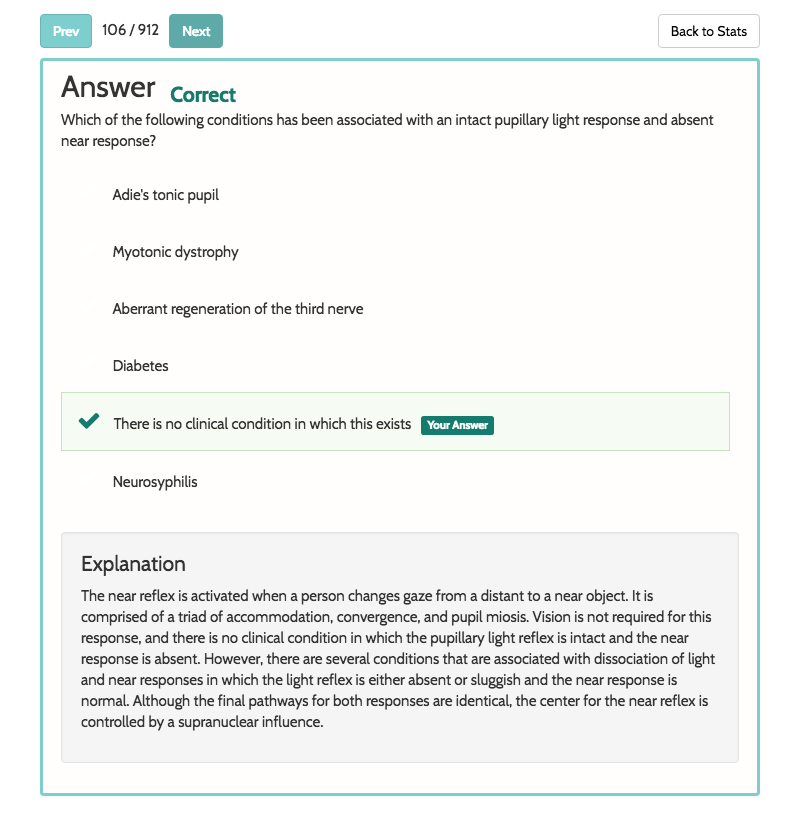 Prev 106 / 912 Next Back to Stats
Answer Correct
Which of the following conditions has been associated with an intact pupillary light response and absent
near response?
Adie's tonic pupil
Myotonic dystrophy
Aberrant regeneration of the third nerve
Diabetes
There is no clinical condition in which this exists Your Answer
Neurosyphilis
Explanation
The near reflex is activated when a person changes gaze from a distant to a near object. It is
comprised of a triad of accommodation, convergence, and pupil miosis. Vision is not required for this
response, and there is no clinical condition in which the pupillary light reflex is intact and the near
response is absent. However, there are several conditions that are associated with dissociation of light
and near responses in which the light reflex is either absent or sluggish and the near response is
normal. Although the final pathways for both responses are identical, the center for the near reflex is
controlled by a supranuclear influence.